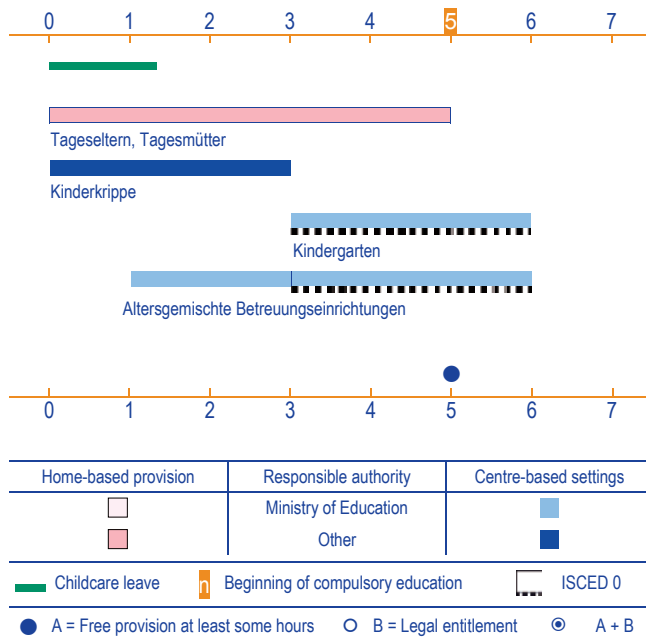 0 1 2 3 4 5 6 7
Tageseltern, Tagesmütter
Kinderkrippe
Kindergarten
Altersgemischte Betreuungseinrichtungen
0 1 2 3 4 5 6 7
Home-based provision Responsible authority Centre-based settings
Ministry of Education
Other
Childcare leave n Beginning of compulsory education ISCED 0
A = Free provision at least some hours B = Legal entitlement A + B